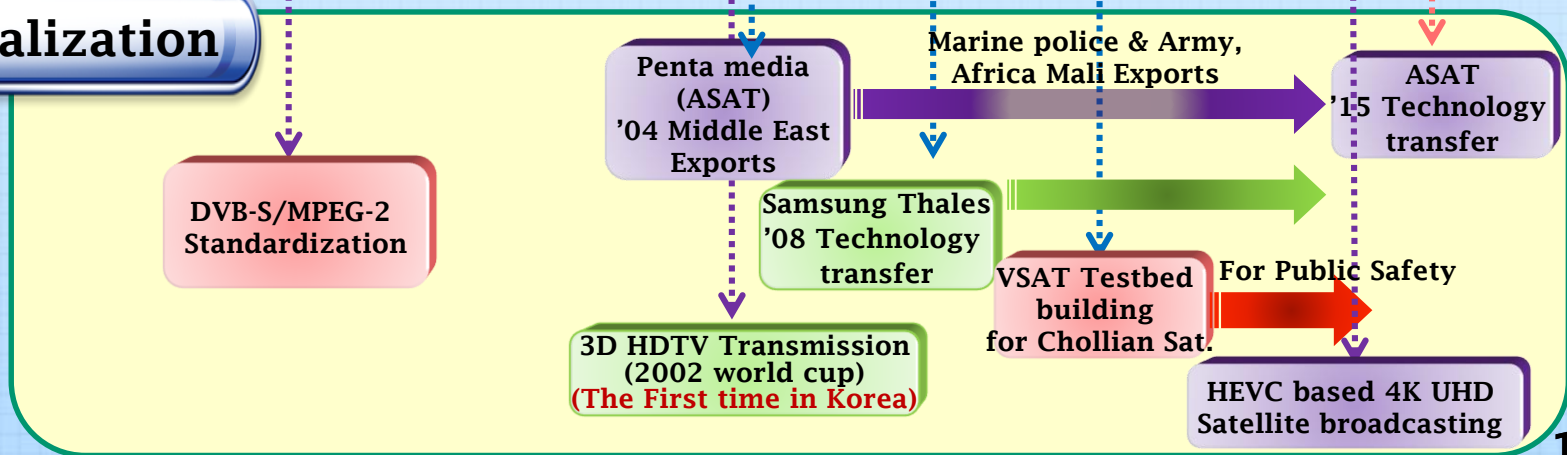 alization
Marine police & Army,
Africa Mali Exports
Penta media
(ASAT)
’04 Middle East
Exports
ASAT
’15 Technology
transfer
DVB-S/MPEG-2
Standardization
Samsung Thales
’08 Technology
transfer
VSAT Testbed
building
for Chollian Sat.
For Public Safety
3D HDTV Transmission
(2002 world cup)
(The First time in Korea)
HEVC based 4K UHD
Satellite broadcasting